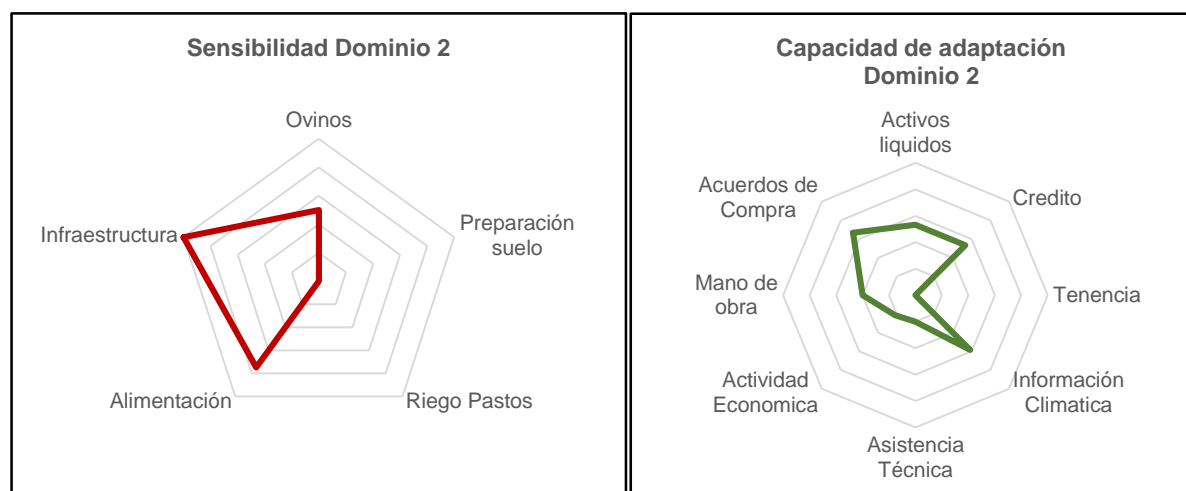 Sensibilidad Dominio 2
Ovinos
Preparación
suelo
Riego Pastos
Alimentación
Infraestructura
Capacidad de adaptación
Dominio 2
Activos
liquidos
Credito
Tenencia
Información
Climatica
Asistencia
Técnica
Actividad
Economica
Mano de
obra
Acuerdos de
Compra